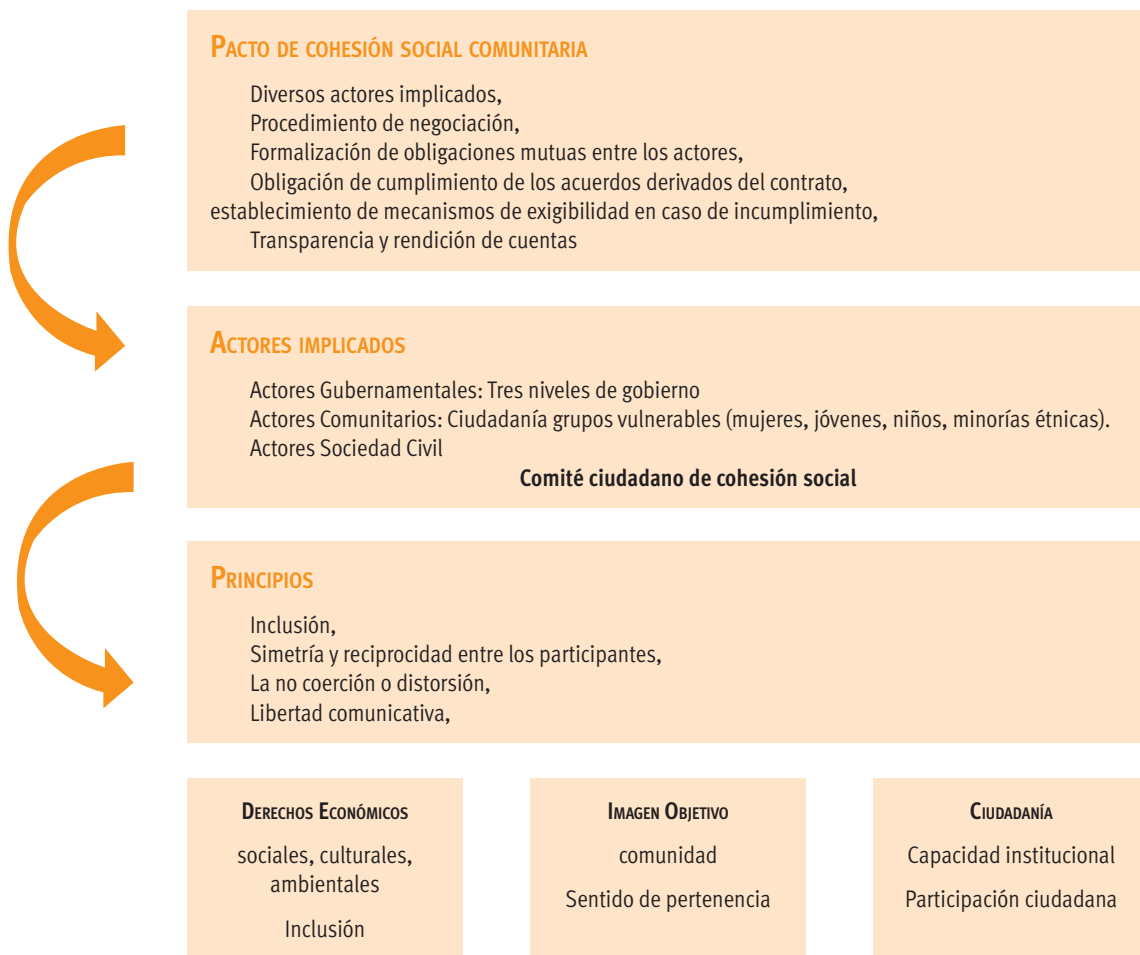 PACTO DE COHESIÓN SOCIAL COMUNITARIA
Diversos actores implicados,
Procedimiento de negociación,
Formalización de obligaciones mutuas entre los actores,
Obligación de cumplimiento de los acuerdos derivados del contrato,
establecimiento de mecanismos de exigibilidad en caso de incumplimiento,
Transparencia y rendición de cuentas
ACTORES IMPLICADOS
Actores Gubernamentales: Tres niveles de gobierno
Actores Comunitarios: Ciudadanía grupos vulnerables (mujeres, jóvenes, niños, minorías étnicas).
Actores Sociedad Civil
Comité ciudadano de cohesión social
PRINCIPIOS
Inclusión,
Simetría y reciprocidad entre los participantes,
La no coerción o distorsión,
Libertad comunicativa,
DERECHOS ECONÓMICOS
sociales, culturales,
ambientales
Inclusión
IMAGEN OBJETIVO
comunidad
Sentido de pertenencia
CIUDADANÍA
Capacidad institucional
Participación ciudadana